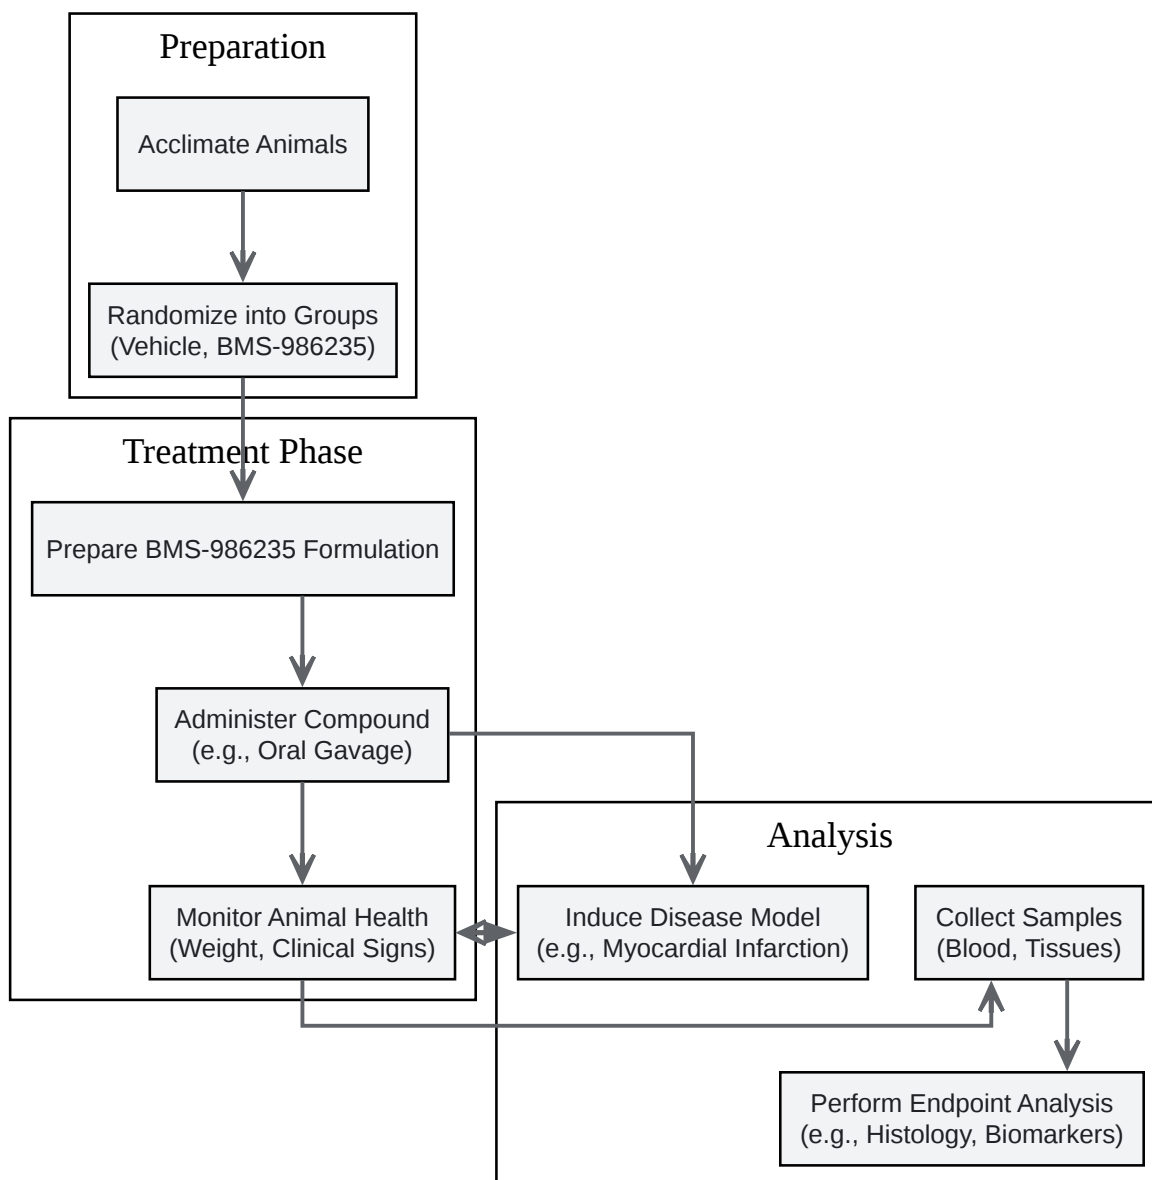 Preparation
Acclimate Animals
Randomize into Groups
(Vehicle, BMS-986235)
Treatment Phase
Prepare BMS-986235 Formulation
Administer Compound
(e.g., Oral Gavage)
Monitor Animal Health
(Weight, Clinical Signs)
Analysis
Induce Disease Model
(e.g., Myocardial Infarction)
Collect Samples
(Blood, Tissues)
Perform Endpoint Analysis
(e.g., Histology, Biomarkers)